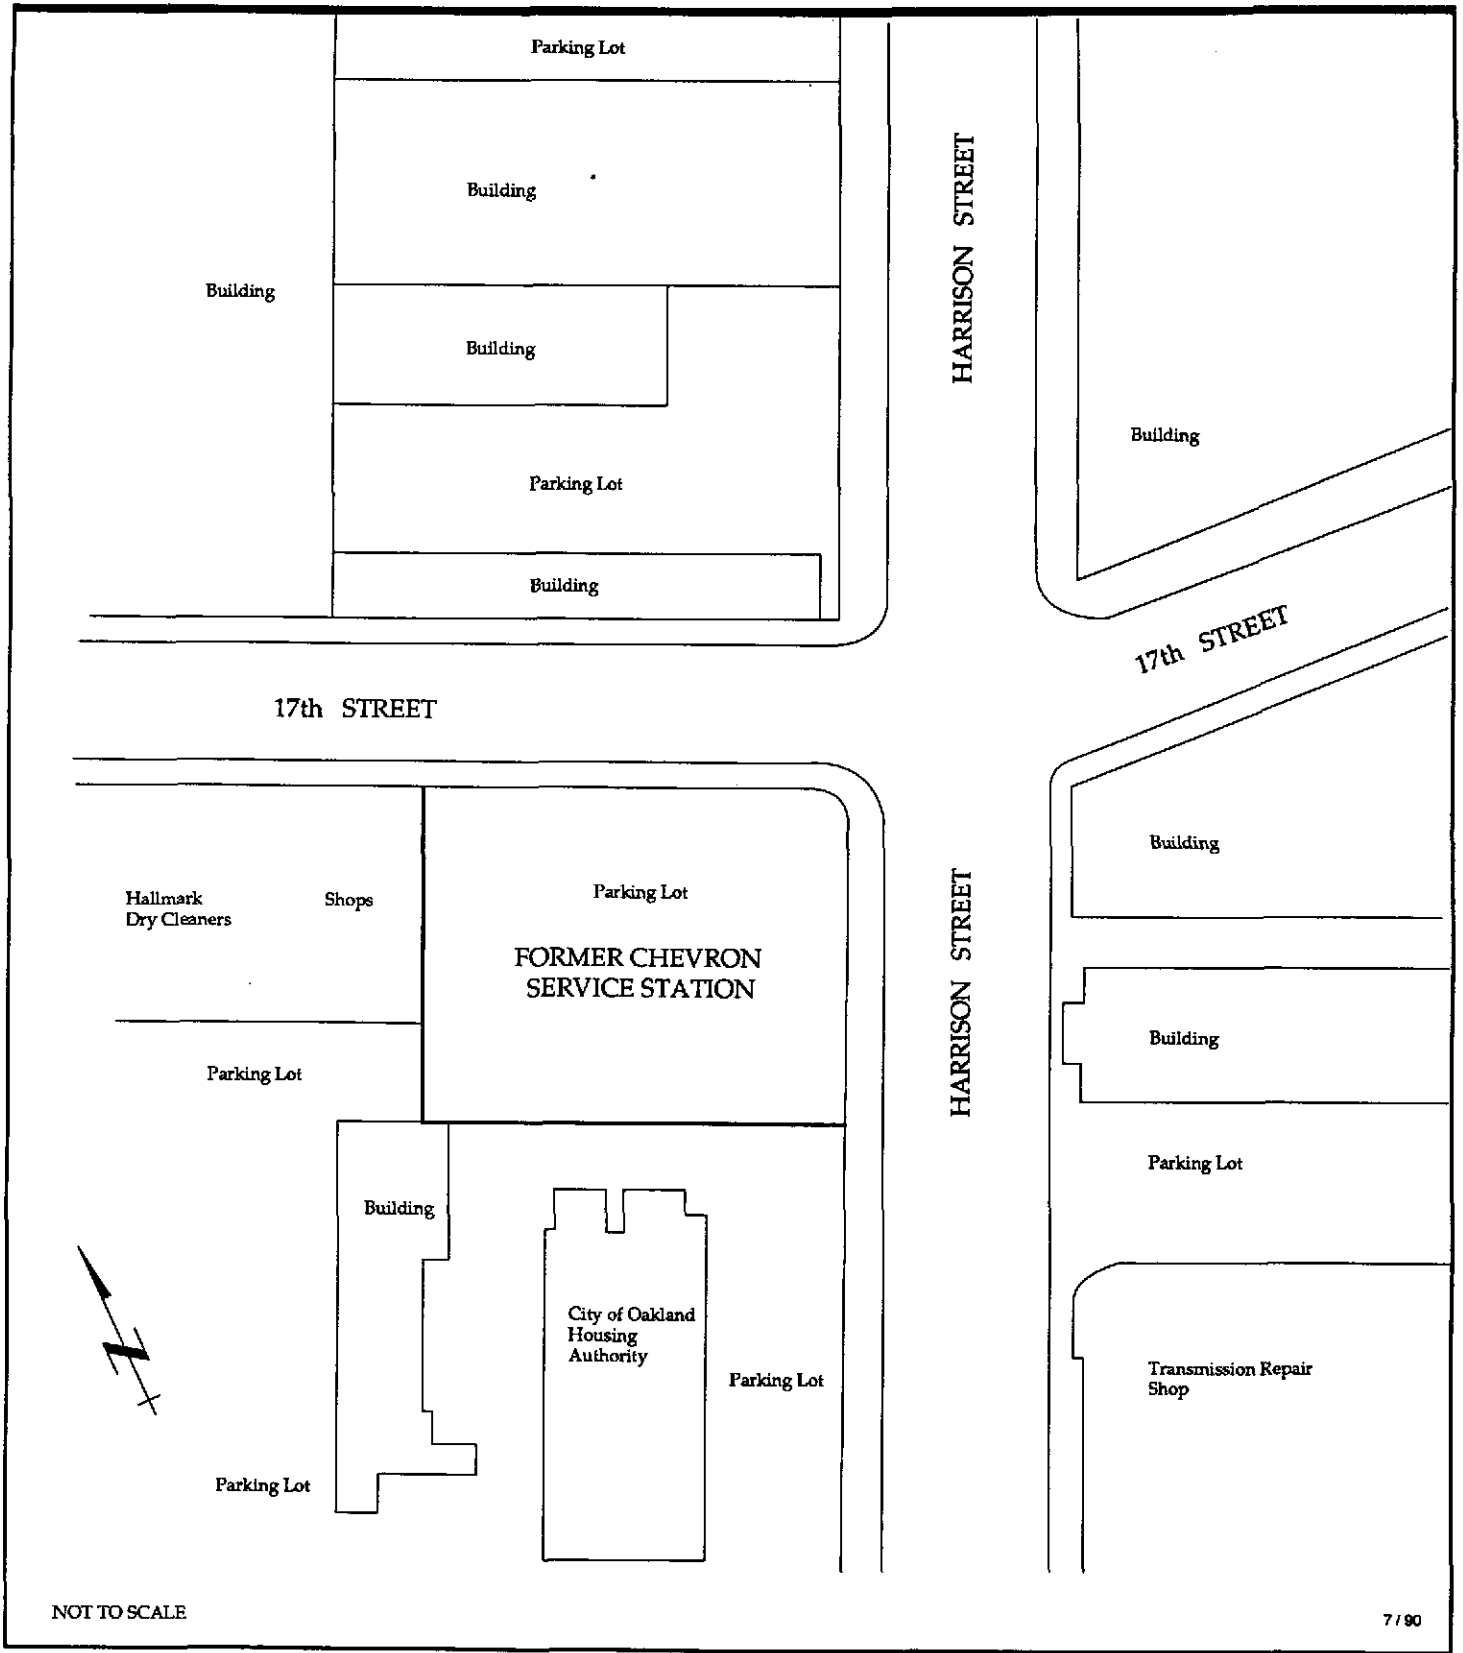 Parking Lot
HARRISON STREET
Building
Building
Building
Building
Parking Lot
Building
17th STREET
17th STREET
Building
Hallmark
Dry Cleaners
Shops
Parking Lot
FORMER CHEVRON
SERVICE STATION
HARRISON STREET
Building
Parking Lot
Parking Lot
Building
City of Oakland
Housing
Authority
Parking Lot
Transmission Repair
Shop
N
Parking Lot
NOT TO SCALE
7/90